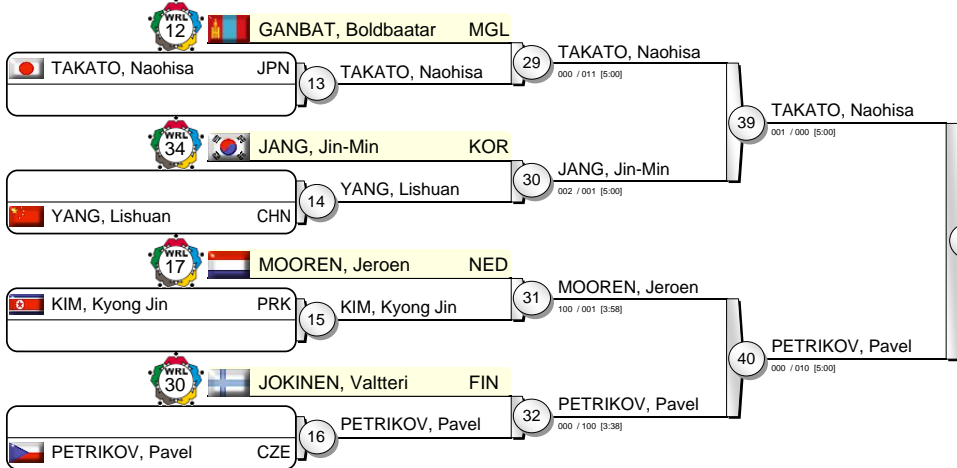 WRL
12
GANBAT, Boldbaatar MGL
TAKATO, Naohisa JPN
13
TAKATO, Naohisa
29
TAKATO, Naohisa
000 / 011 [5:00]
WRL
34
JANG, Jin-Min KOR
YANG, Lishuan CHN
14
YANG, Lishuan
30
JANG, Jin-Min
002 / 001 [5:00]
39
TAKATO, Naohisa
001 / 000 [5:00]
WRL
17
MOOREN, Jeroen NED
KIM, Kyong Jin PRK
15
KIM, Kyong Jin
31
MOOREN, Jeroen
100 / 001 [3:58]
WRL
30
JOKINEN, Valtteri FIN
PETRIKOV, Pavel CZE
16
PETRIKOV, Pavel
32
PETRIKOV, Pavel
000 / 100 [3:38]
40
PETRIKOV, Pavel
000 / 010 [5:00]